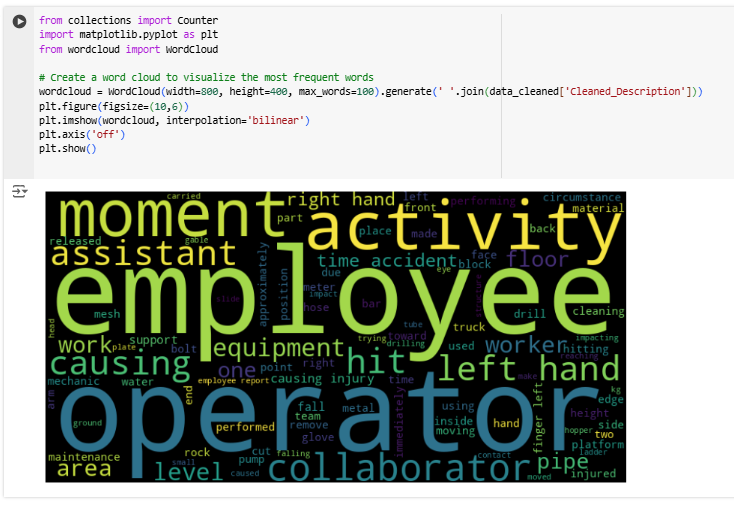 from collections import Counter
import matplotlib.pyplot as plt
from wordcloud import WordCloud
# Create a word cloud to visualize the most frequent words
wordcloud = WordCloud(width=800, height=400, max_words=100).generate(' '.join(data_cleaned['Cleaned_Description']))
plt.figure(figsize=(10,6))
plt.imshow(wordcloud, interpolation='bilinear')
plt.axis('off')
plt.show()
carried
right hand
left
performing
circumstance
moment
part
front
material
activity
released
gable
place
made
back
assistant
approximately
position
time accident
face
floor
due
eye
block
employee
slide
meter
impact
structure
mesh
hose
bar
drill
cleaning
head
work
plate
support
bolt
equipment
trying
drilling
tube
toward
truck
used
worker
hitting
impacting
reaching
causing
one
point
right
hit
left hand
mechanic
water
employee report
causing injury
time
make
kg
arm
end
operator
fall
team
metal
immediately
using
finger left
height
edge
ground
performed
remove
glove
inside
moving
hand
hopper
side
two
maintenance
rock
cut
falling
contact
platform
ladder
area
level
small
pump
caused
collaborator
moved
pipe
injured